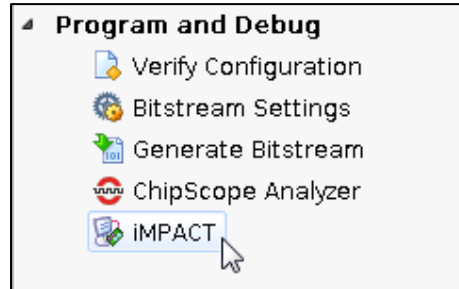 Program and Debug
Verify Configuration
Bitstream Settings
Generate Bitstream
ChipScope Analyzer
iMPACT